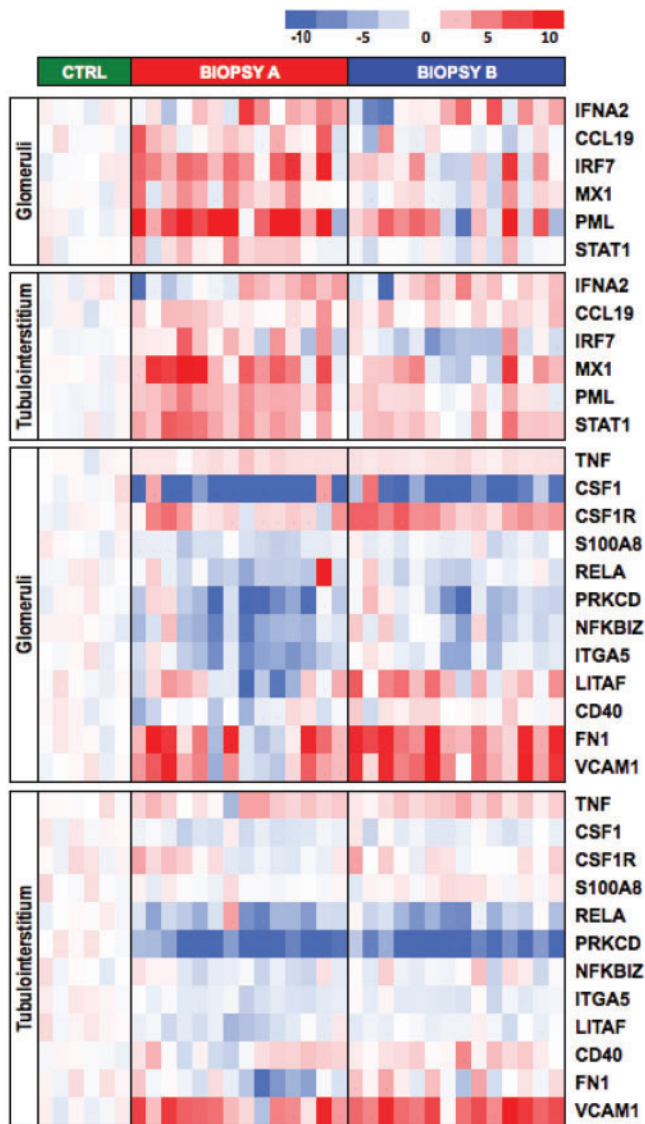 -10 -5 0 5 10
CTRL BIOPSY A BIOPSY B
Glomeruli
IFNA2
CCL19
IRF7
MX1
PML
STAT1
Tubulointerstitium
IFNA2
CCL19
IRF7
MX1
PML
STAT1
Glomeruli
TNF
CSF1
CSF1R
S100A8
RELA
PRKCD
NFKBIZ
ITGA5
LITAF
CD40
FN1
VCAM1
Tubulointerstitium
TNF
CSF1
CSF1R
S100A8
RELA
PRKCD
NFKBIZ
ITGA5
LITAF
CD40
FN1
VCAM1